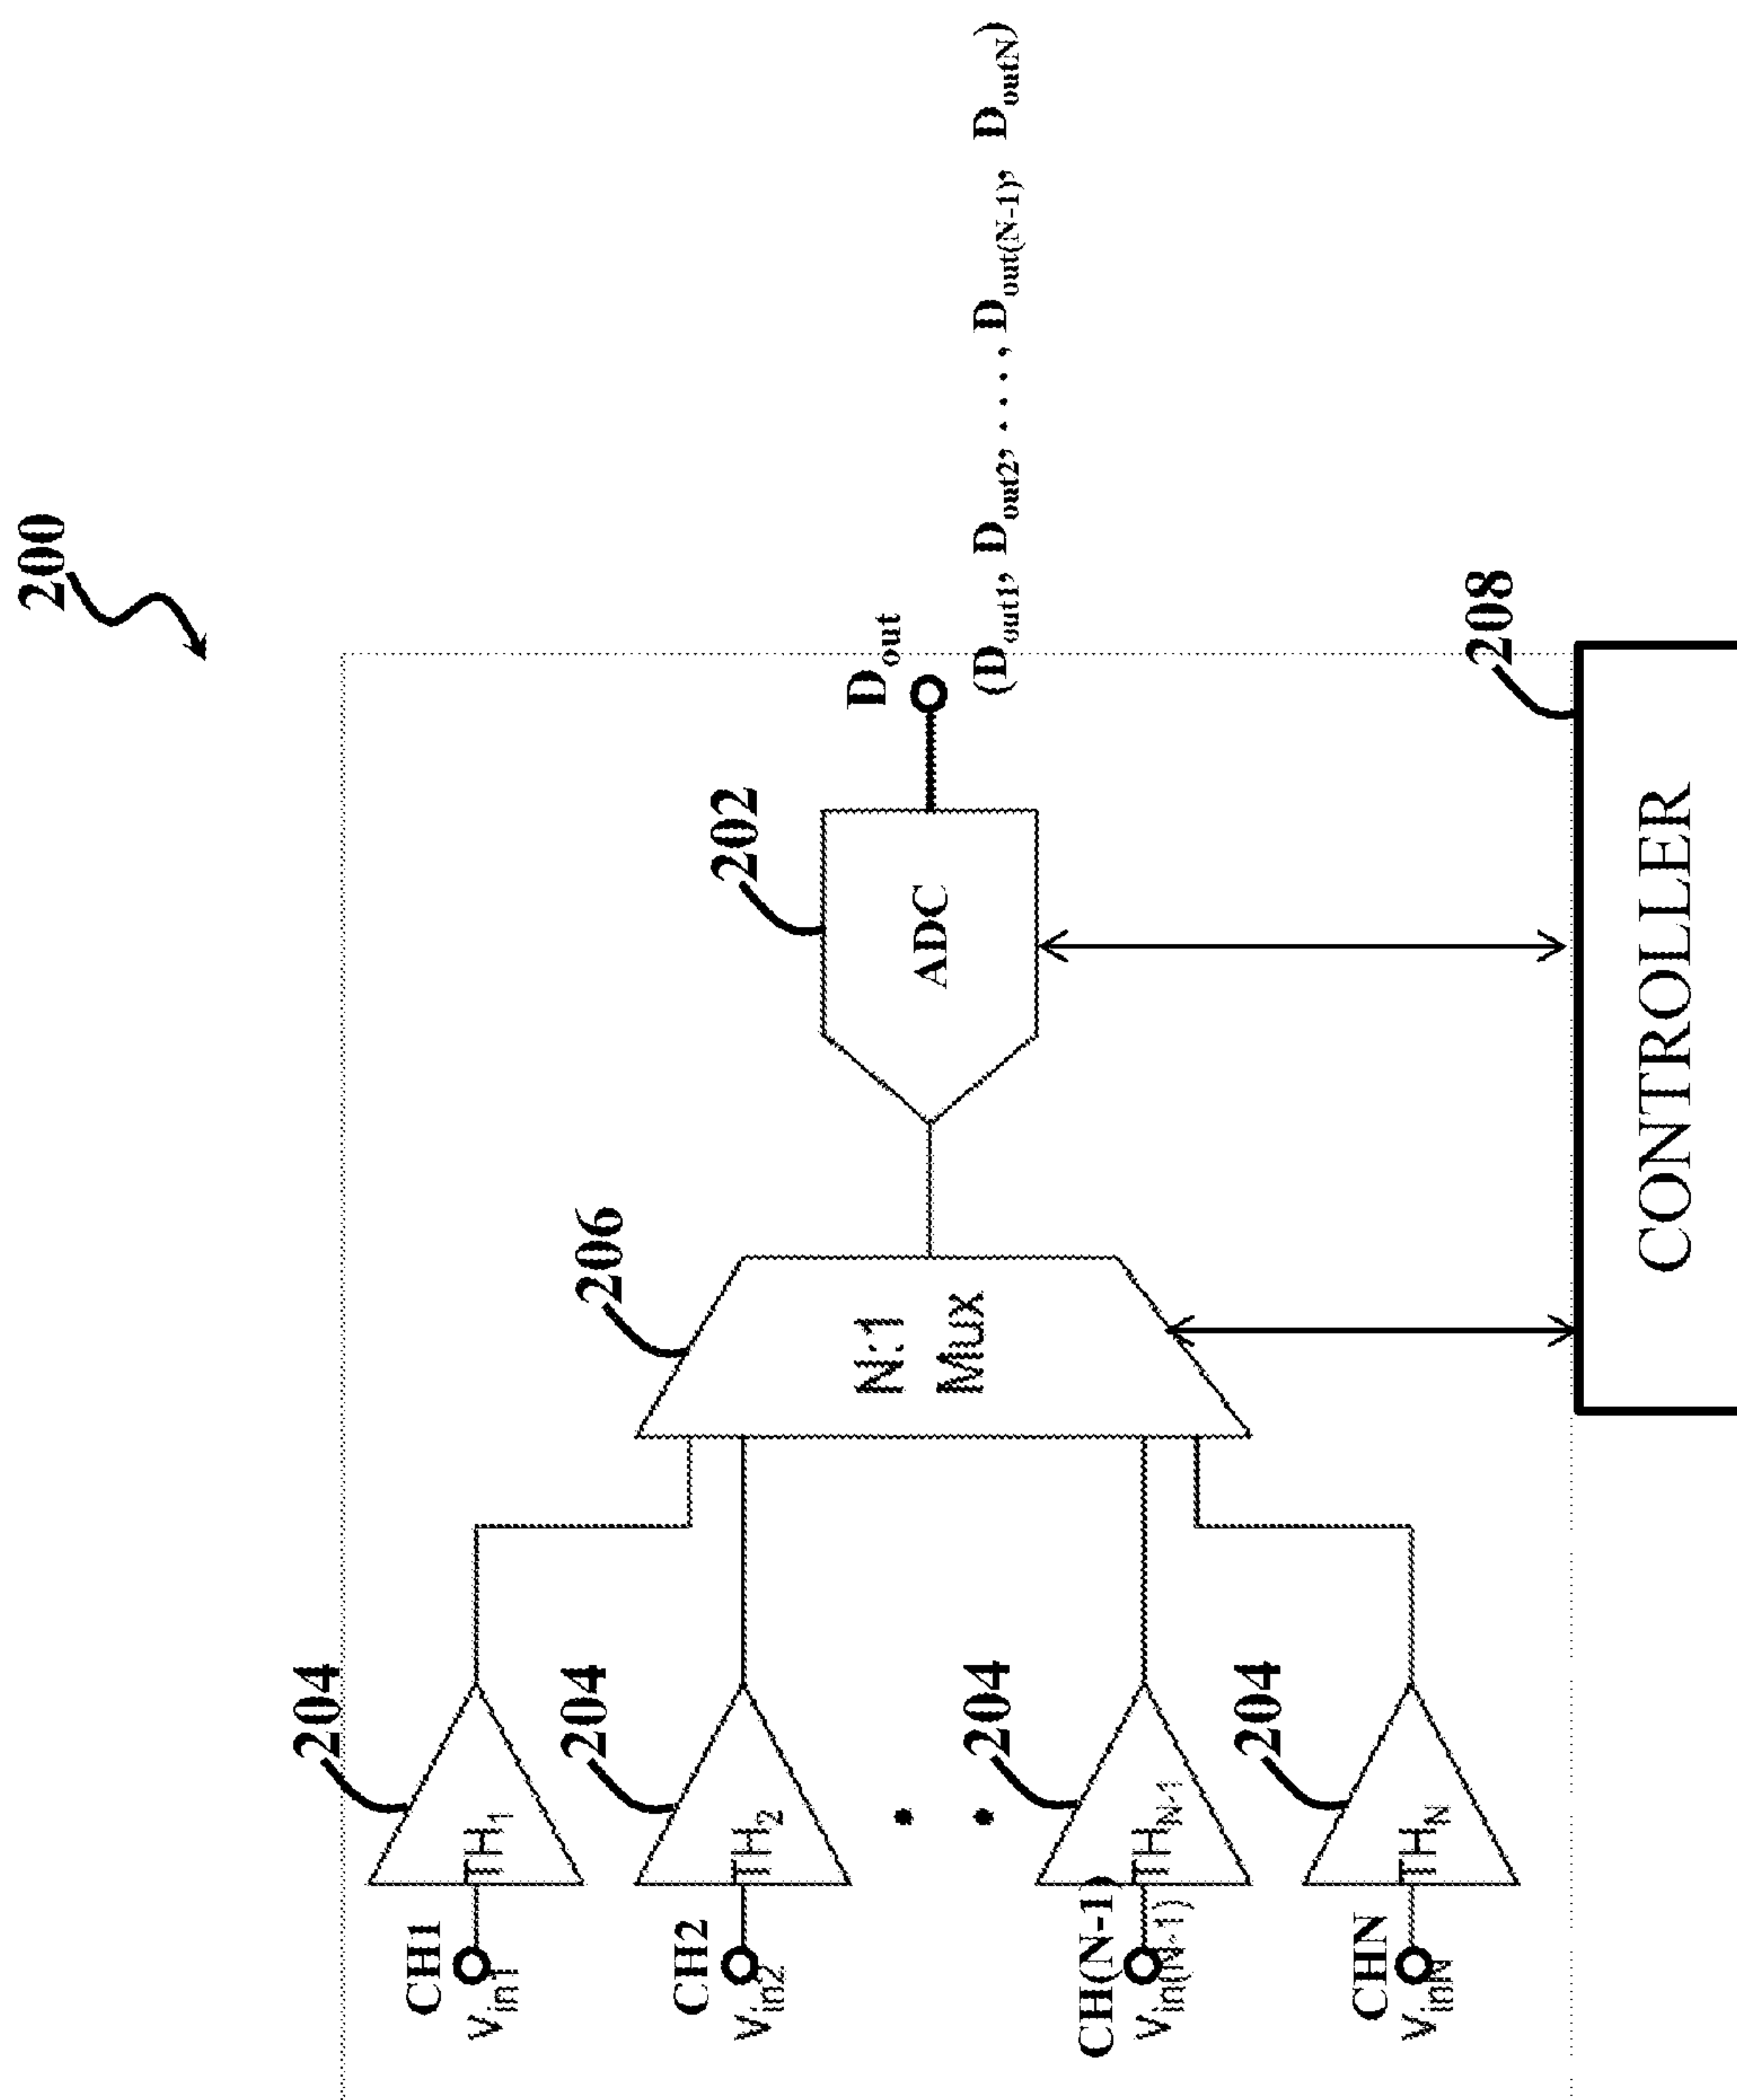 200
204
CH1
Vin1
TH1
204
CH2
Vin2
TH2
204
CH(N-1)
Vin(N-1)
THN-1
204
CHN
VinN
THN
206
N:1
Mux
202
ADC
Dout
(Dout1, Dout2, . . . , Dout(N-1), DoutN)
208
CONTROLLER